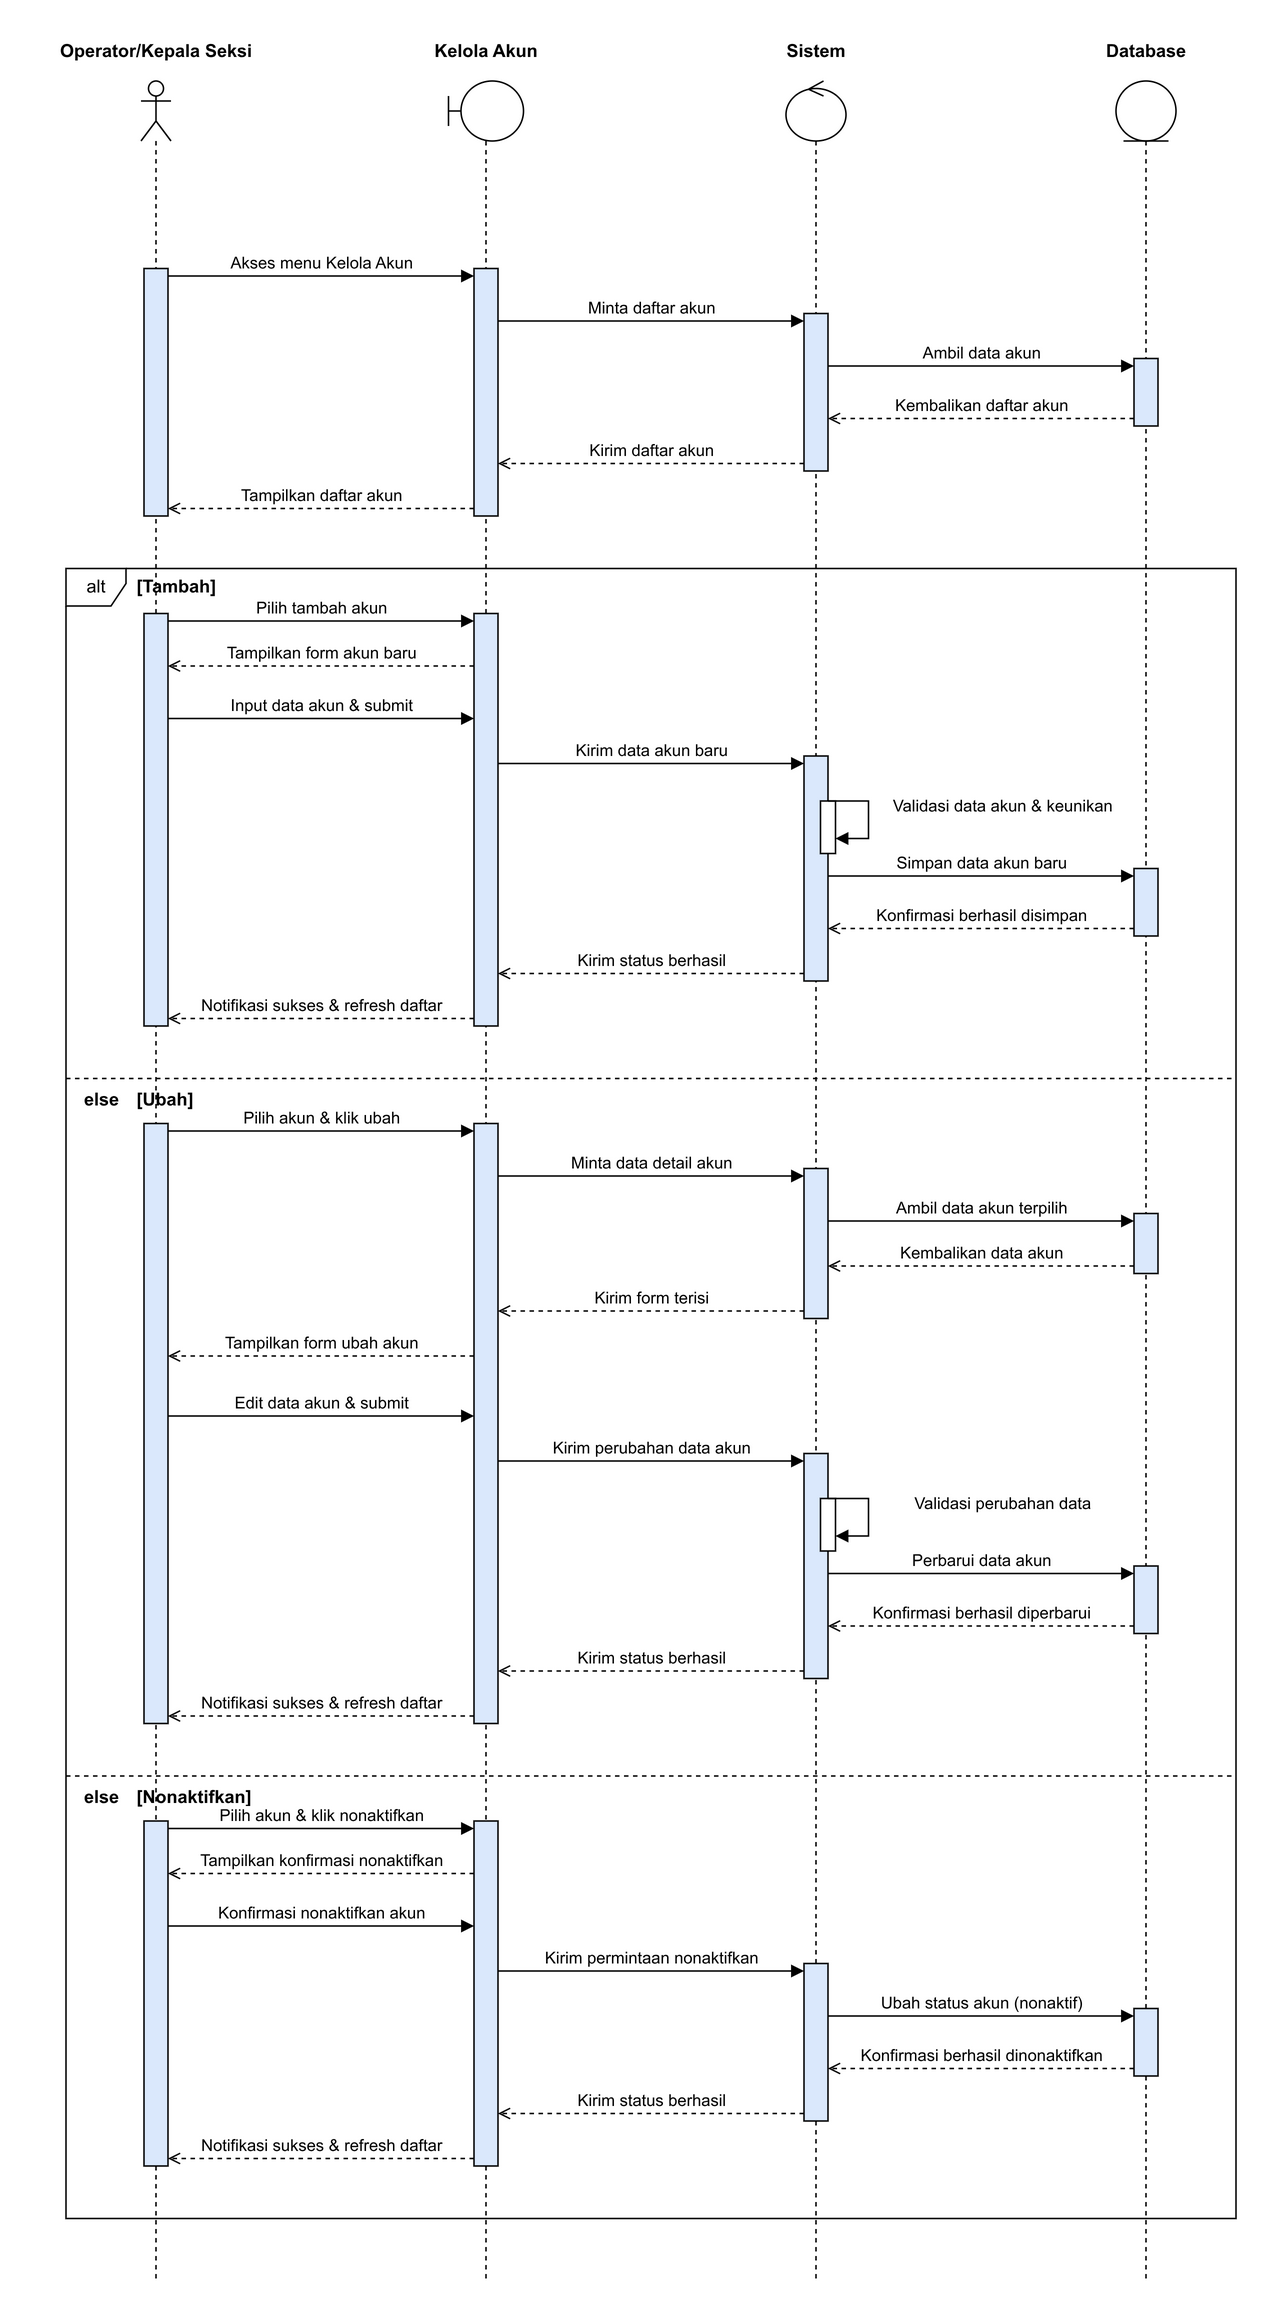 Operator/Kepala Seksi
Kelola Akun
Sistem
Database
Akses menu Kelola Akun
Minta daftar akun
Ambil data akun
Kembalikan daftar akun
Kirim daftar akun
Tampilkan daftar akun
alt [Tambah]
Pilih tambah akun
Tampilkan form akun baru
Input data akun & submit
Kirim data akun baru
Validasi data akun & keunikan
Simpan data akun baru
Konfirmasi berhasil disimpan
Kirim status berhasil
Notifikasi sukses & refresh daftar
else [Ubah]
Pilih akun & klik ubah
Minta data detail akun
Ambil data akun terpilih
Kembalikan data akun
Kirim form terisi
Tampilkan form ubah akun
Edit data akun & submit
Kirim perubahan data akun
Validasi perubahan data
Perbarui data akun
Konfirmasi berhasil diperbarui
Kirim status berhasil
Notifikasi sukses & refresh daftar
else [Nonaktifkan]
Pilih akun & klik nonaktifkan
Tampilkan konfirmasi nonaktifkan
Konfirmasi nonaktifkan akun
Kirim permintaan nonaktifkan
Ubah status akun (nonaktif)
Konfirmasi berhasil dinonaktifkan
Kirim status berhasil
Notifikasi sukses & refresh daftar